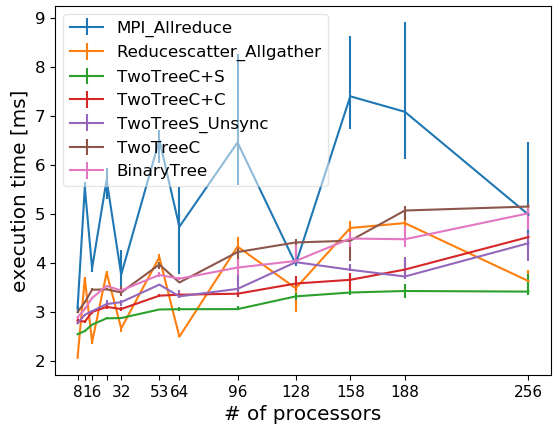 MPI_Allreduce
Reducescatter_Allgather
TwoTreeC+S
TwoTreeC+C
TwoTreeS_Unsync
TwoTreeC
BinaryTree
execution time [ms]
9
8
7
6
5
4
3
2
8 16 32 53 64 96 128 158 188 256
# of processors